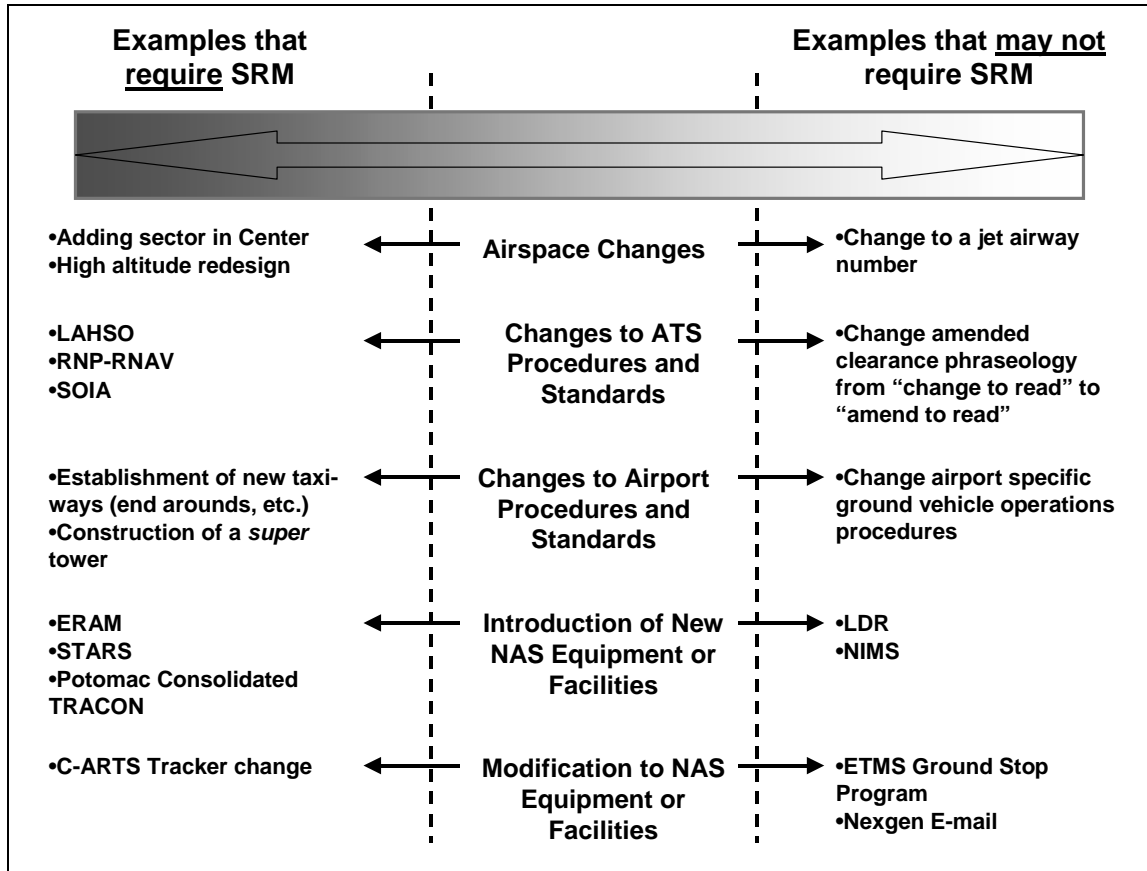 Examples that
require SRM
Examples that may not
require SRM
•Adding sector in Center
•High altitude redesign
Airspace Changes
•Change to a jet airway
number
•LAHSO
•RNP-RNAV
•SOIA
Changes to ATS
Procedures and
Standards
•Change amended
clearance phraseology
from “change to read” to
“amend to read”
•Establishment of new taxi-
ways (end arounds, etc.)
•Construction of a super
tower
Changes to Airport
Procedures and
Standards
•Change airport specific
ground vehicle operations
procedures
•ERAM
•STARS
•Potomac Consolidated
TRACON
Introduction of New
NAS Equipment or
Facilities
•LDR
•NIMS
•C-ARTS Tracker change
Modification to NAS
Equipment or
Facilities
•ETMS Ground Stop
Program
•Nexgen E-mail